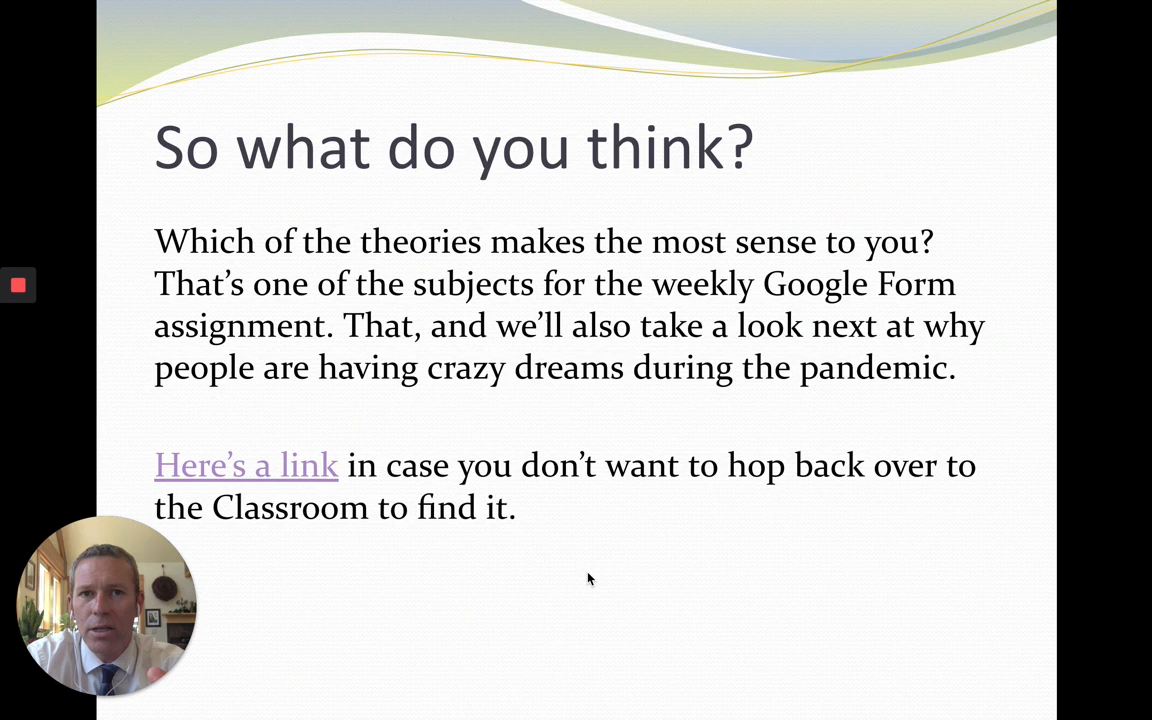 So what do you think?
Which of the theories makes the most sense to you?
That’s one of the subjects for the weekly Google Form
assignment. That, and we’ll also take a look next at why
people are having crazy dreams during the pandemic.
Here’s a link in case you don’t want to hop back over to
the Classroom to find it.